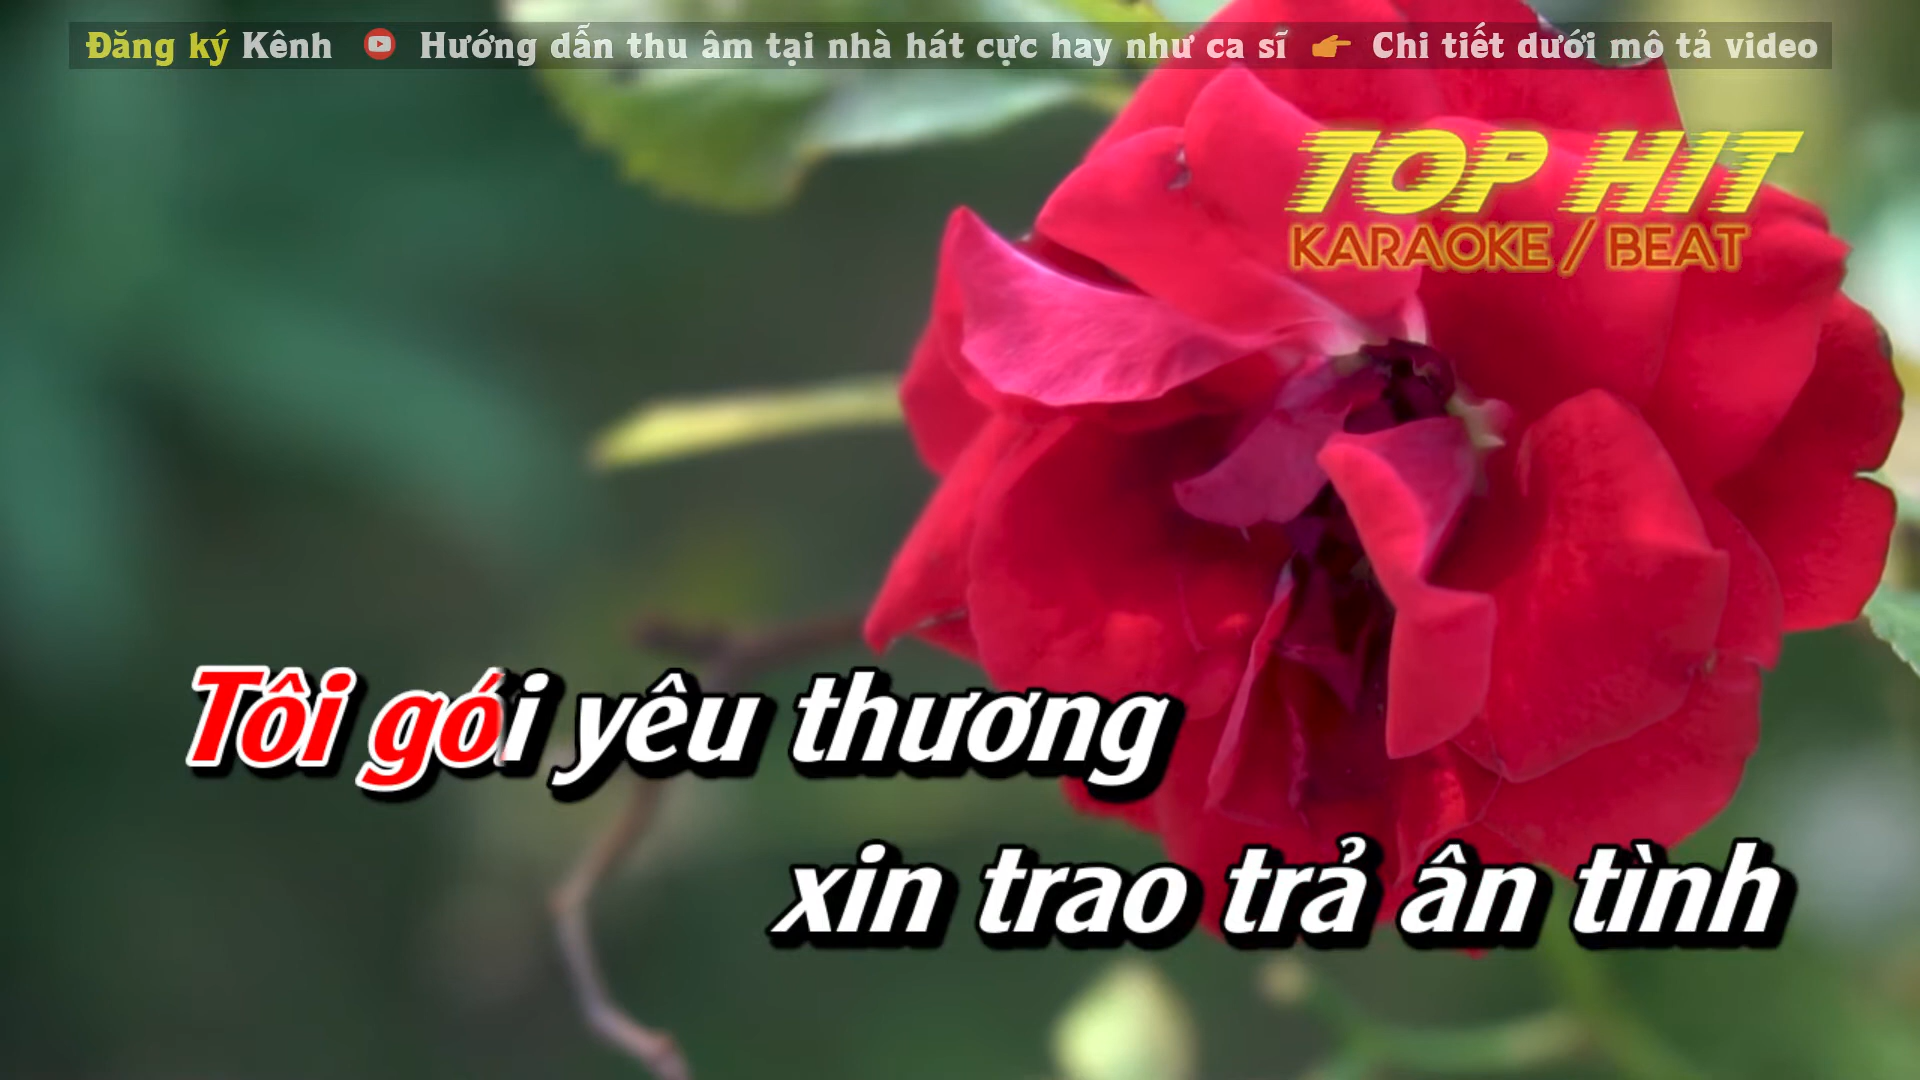 Đăng ký Kênh Hướng dẫn thu âm tại nhà hát cực hay như ca sĩ Chi tiết dưới mô tả video
TOP HIT
KARAOKE / BEAT
Tôi gói yêu thương
xin trao trả ân tình